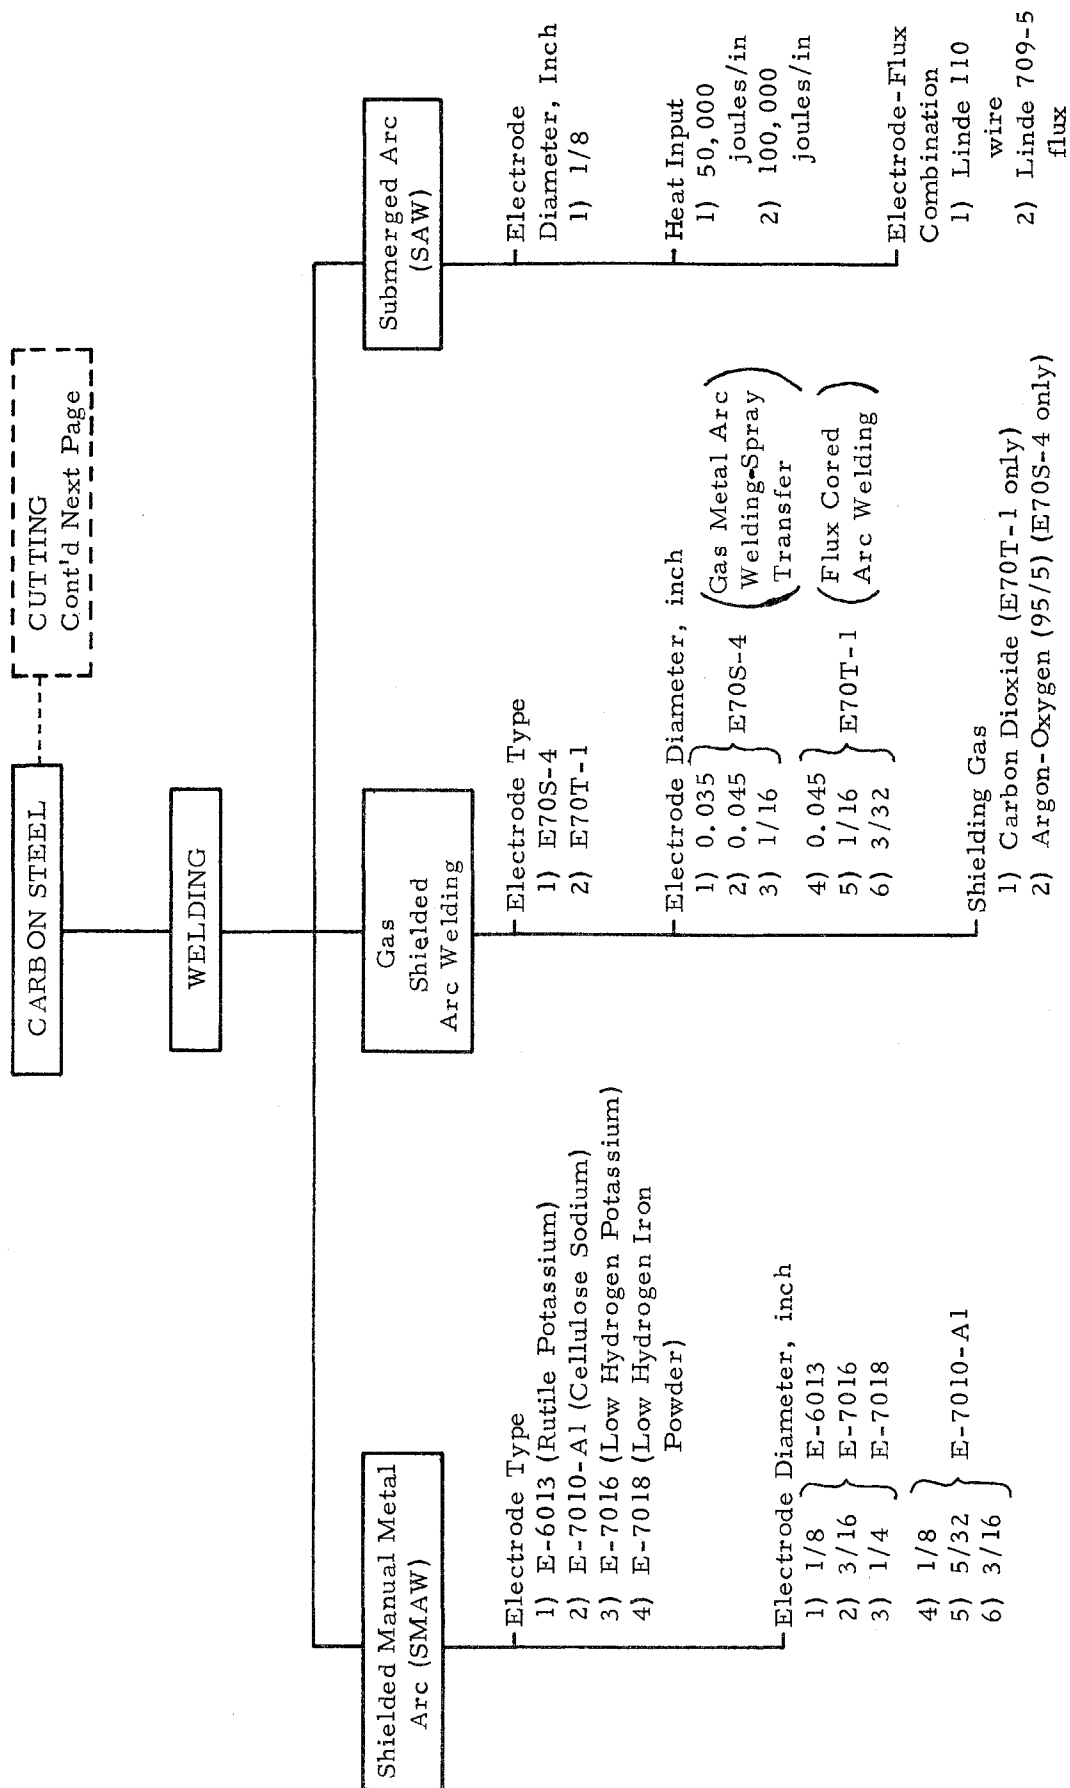 CARBON STEEL
CUTTING
Cont'd Next Page
WELDING
Shielded Manual Metal
Arc (SMAW)
Electrode Type
1) E-6013 (Rutile Potassium)
2) E-7010-A1 (Cellulose Sodium)
3) E-7016 (Low Hydrogen Potassium)
4) E-7018 (Low Hydrogen Iron
Powder)
Electrode Diameter, inch
1) 1/8 E-6013
2) 3/16 E-7016
3) 1/4 E-7018
4) 1/8
5) 5/32 E-7010-A1
6) 3/16
Gas
Shielded
Arc Welding
Electrode Type
1) E70S-4
2) E70T-1
Electrode Diameter, inch
1) 0.035
2) 0.045 E70S-4
3) 1/16
(Gas Metal Arc
Welding-Spray
Transfer)
4) 0.045
5) 1/16 E70T-1
6) 3/32
(Flux Cored
Arc Welding)
Shielding Gas
1) Carbon Dioxide (E70T-1 only)
2) Argon-Oxygen (95/5) (E70S-4 only)
Submerged Arc
(SAW)
Electrode
Diameter, Inch
1) 1/8
Heat Input
1) 50,000
joules/in
2) 100,000
joules/in
Electrode-Flux
Combination
1) Linde 110
wire
2) Linde 709-5
flux